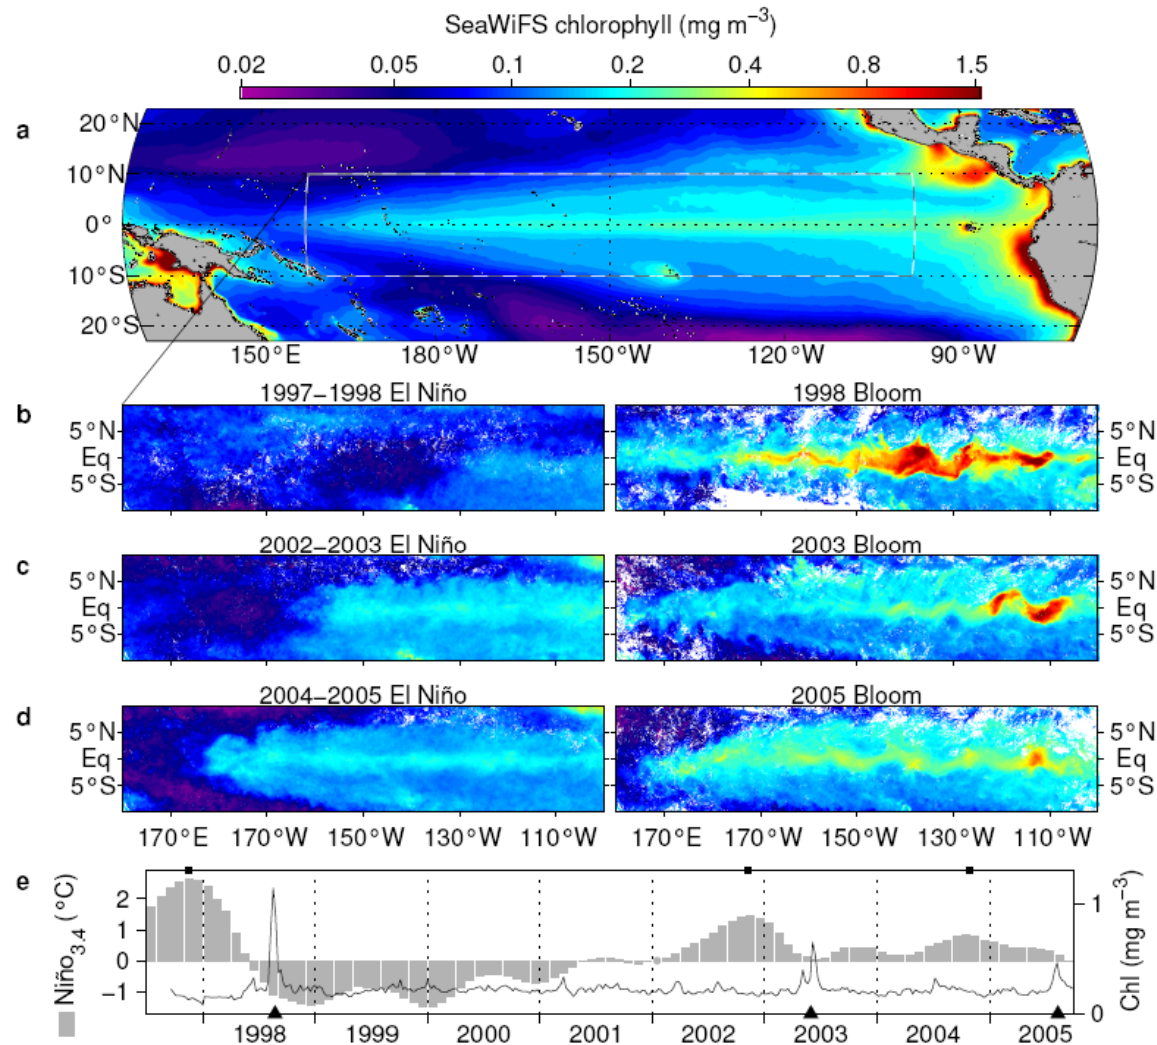 SeaWiFS chlorophyll (mg m−3)
0.02 0.05 0.1 0.2 0.4 0.8 1.5
a
20°N
10°N
0°
10°S
20°S
150°E 180°W 150°W 120°W 90°W
b
1997−1998 El Niño 1998 Bloom
5°N 5°N
Eq Eq
5°S 5°S
c
2002−2003 El Niño 2003 Bloom
5°N 5°N
Eq Eq
5°S 5°S
d
2004−2005 El Niño 2005 Bloom
5°N 5°N
Eq Eq
5°S 5°S
170°E 170°W 150°W 130°W 110°W 170°E 170°W 150°W 130°W 110°W
e
Niño3.4 (°C)
2
1
0
−1
1
0
Chl (mg m−3)
1998 1999 2000 2001 2002 2003 2004 2005